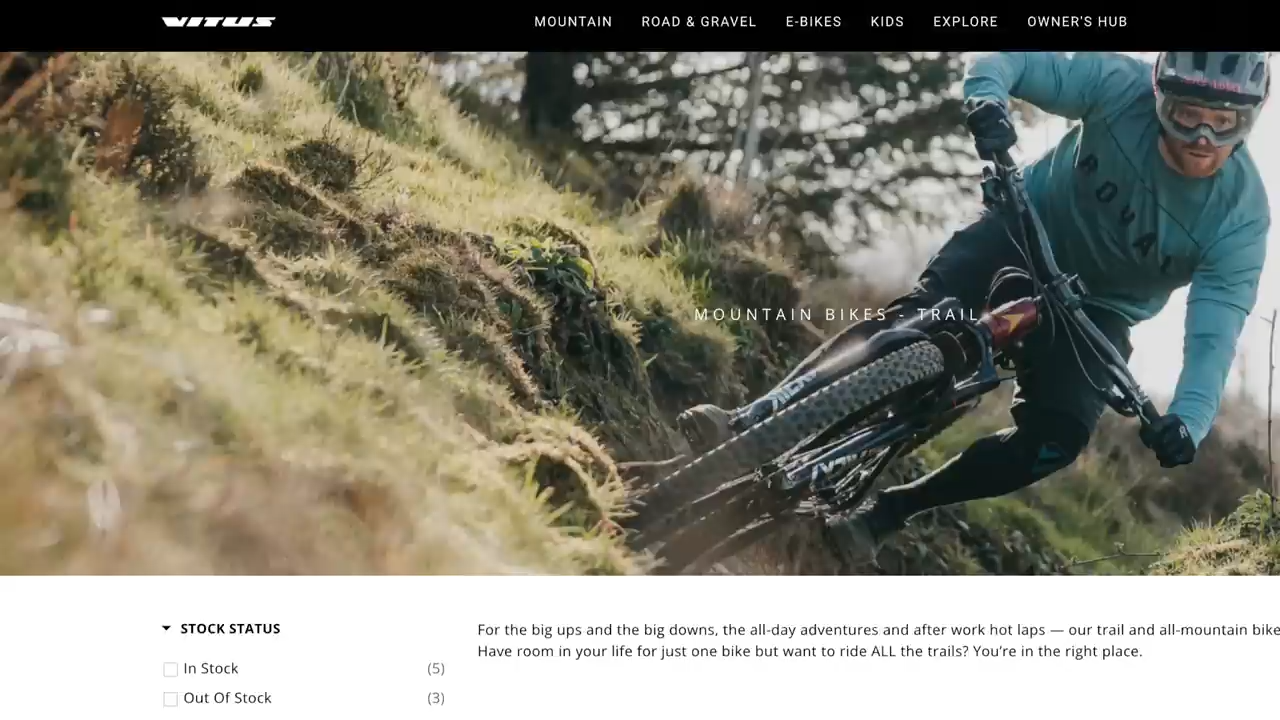 VITUS
MOUNTAIN ROAD & GRAVEL E-BIKES KIDS EXPLORE OWNER'S HUB
MOUNTAIN BIKES - TRAIL
STOCK STATUS
In Stock (5)
Out Of Stock (3)
For the big ups and the big downs, the all-day adventures and after work hot laps — our trail and all-mountain bike
Have room in your life for just one bike but want to ride ALL the trails? You're in the right place.